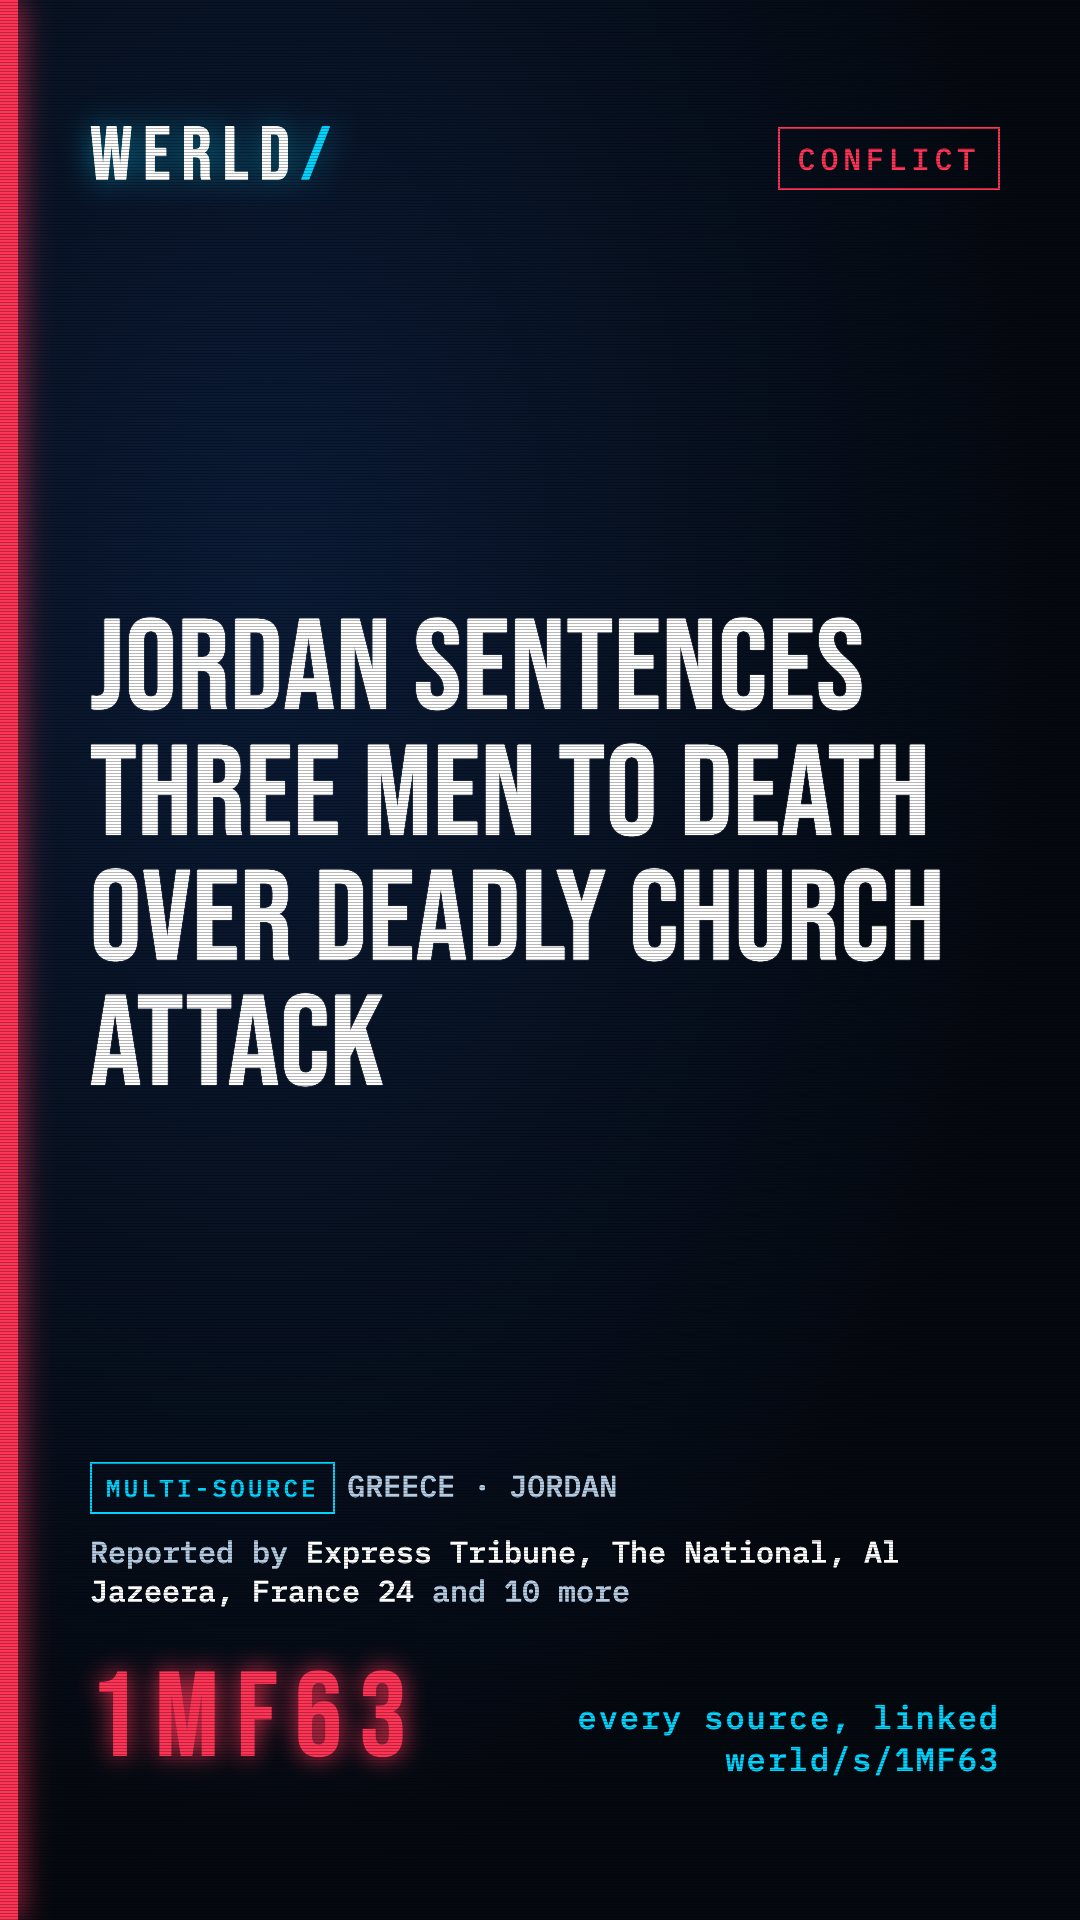 WERLD/
CONFLICT
JORDAN SENTENCES
THREE MEN TO DEATH
OVER DEADLY CHURCH
ATTACK
MULTI-SOURCE GREECE · JORDAN
Reported by Express Tribune, The National, Al
Jazeera, France 24 and 10 more
1MF63
every source, linked
werld/s/1MF63